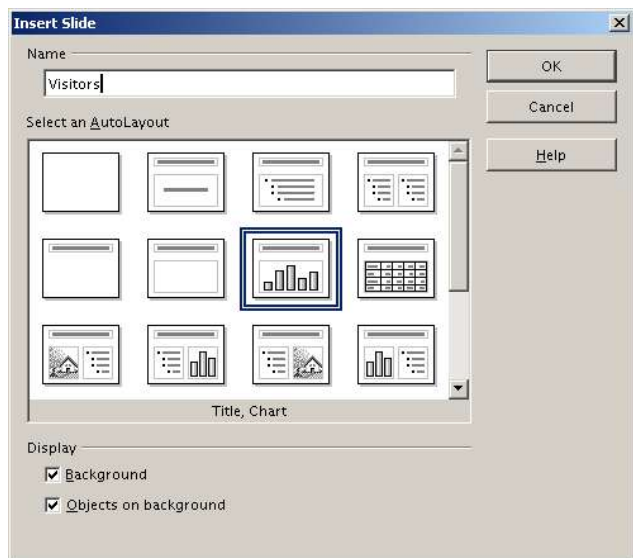 Insert Slide
Name
Visitors
OK
Cancel
Help
Select an AutoLayout
Title, Chart
Display
Background
Objects on background